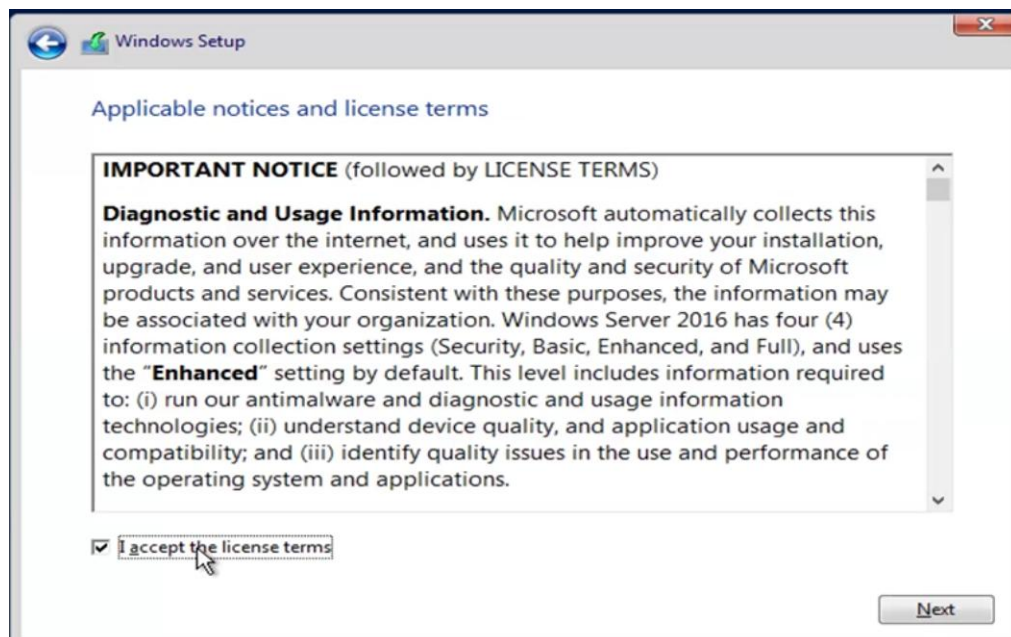 Windows Setup
Applicable notices and license terms
IMPORTANT NOTICE (followed by LICENSE TERMS)
Diagnostic and Usage Information. Microsoft automatically collects this
information over the internet, and uses it to help improve your installation,
upgrade, and user experience, and the quality and security of Microsoft
products and services. Consistent with these purposes, the information may
be associated with your organization. Windows Server 2016 has four (4)
information collection settings (Security, Basic, Enhanced, and Full), and uses
the “Enhanced” setting by default. This level includes information required
to: (i) run our antimalware and diagnostic and usage information
technologies; (ii) understand device quality, and application usage and
compatibility; and (iii) identify quality issues in the use and performance of
the operating system and applications.
I accept the license terms
Next